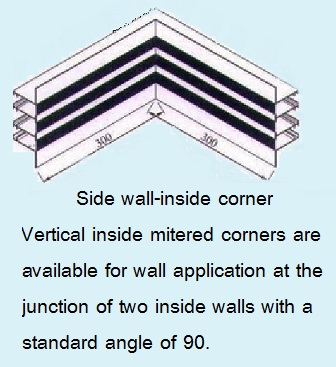 300
300
Side wall-inside corner
Vertical inside mitered corners are
available for wall application at the
junction of two inside walls with a
standard angle of 90.